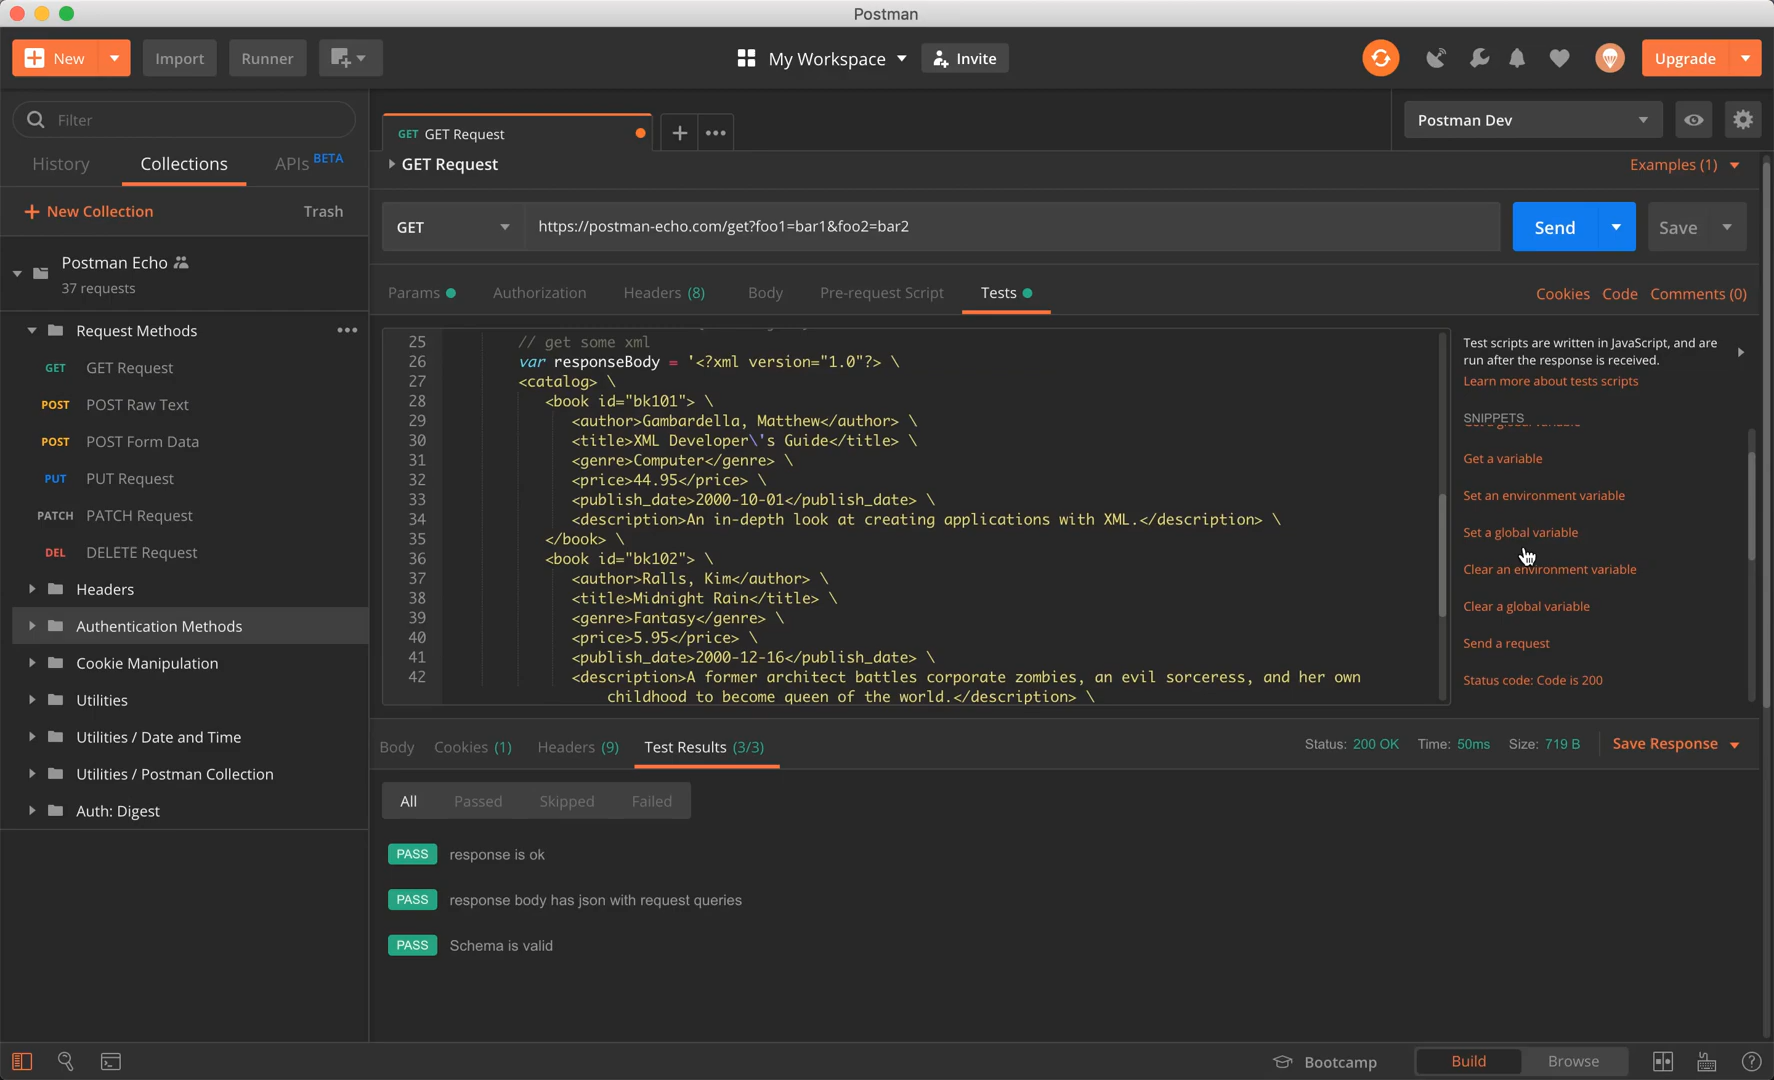 Postman
New
Import
Runner
My Workspace
Invite
Upgrade
Filter
History
Collections
APIs BETA
New Collection
Trash
Postman Echo
37 requests
Request Methods
GET GET Request
POST POST Raw Text
POST POST Form Data
PUT PUT Request
PATCH PATCH Request
DEL DELETE Request
Headers
Authentication Methods
Cookie Manipulation
Utilities
Utilities / Date and Time
Utilities / Postman Collection
Auth: Digest
GET GET Request
Postman Dev
GET Request
Examples (1)
GET
https://postman-echo.com/get?foo1=bar1&foo2=bar2
Send
Save
Params
Authorization
Headers (8)
Body
Pre-request Script
Tests
Cookies
Code
Comments (0)
25 // get some xml
26 var responseBody = '<?xml version="1.0"?> \
27 <catalog> \
28 <book id="bk101"> \
29 <author>Gambardella, Matthew</author> \
30 <title>XML Developer\'s Guide</title> \
31 <genre>Computer</genre> \
32 <price>44.95</price> \
33 <publish_date>2000-10-01</publish_date> \
34 <description>An in-depth look at creating applications with XML.</description> \
35 </book> \
36 <book id="bk102"> \
37 <author>Ralls, Kim</author> \
38 <title>Midnight Rain</title> \
39 <genre>Fantasy</genre> \
40 <price>5.95</price> \
41 <publish_date>2000-12-16</publish_date> \
42 <description>A former architect battles corporate zombies, an evil sorceress, and her own
childhood to become queen of the world.</description> \
Test scripts are written in JavaScript, and are
run after the response is received.
Learn more about tests scripts
SNIPPETS
Get a variable
Set an environment variable
Set a global variable
Clear an environment variable
Clear a global variable
Send a request
Status code: Code is 200
Body
Cookies (1)
Headers (9)
Test Results (3/3)
Status: 200 OK
Time: 50ms
Size: 719 B
Save Response
All
Passed
Skipped
Failed
PASS response is ok
PASS response body has json with request queries
PASS Schema is valid
Bootcamp
Build
Browse